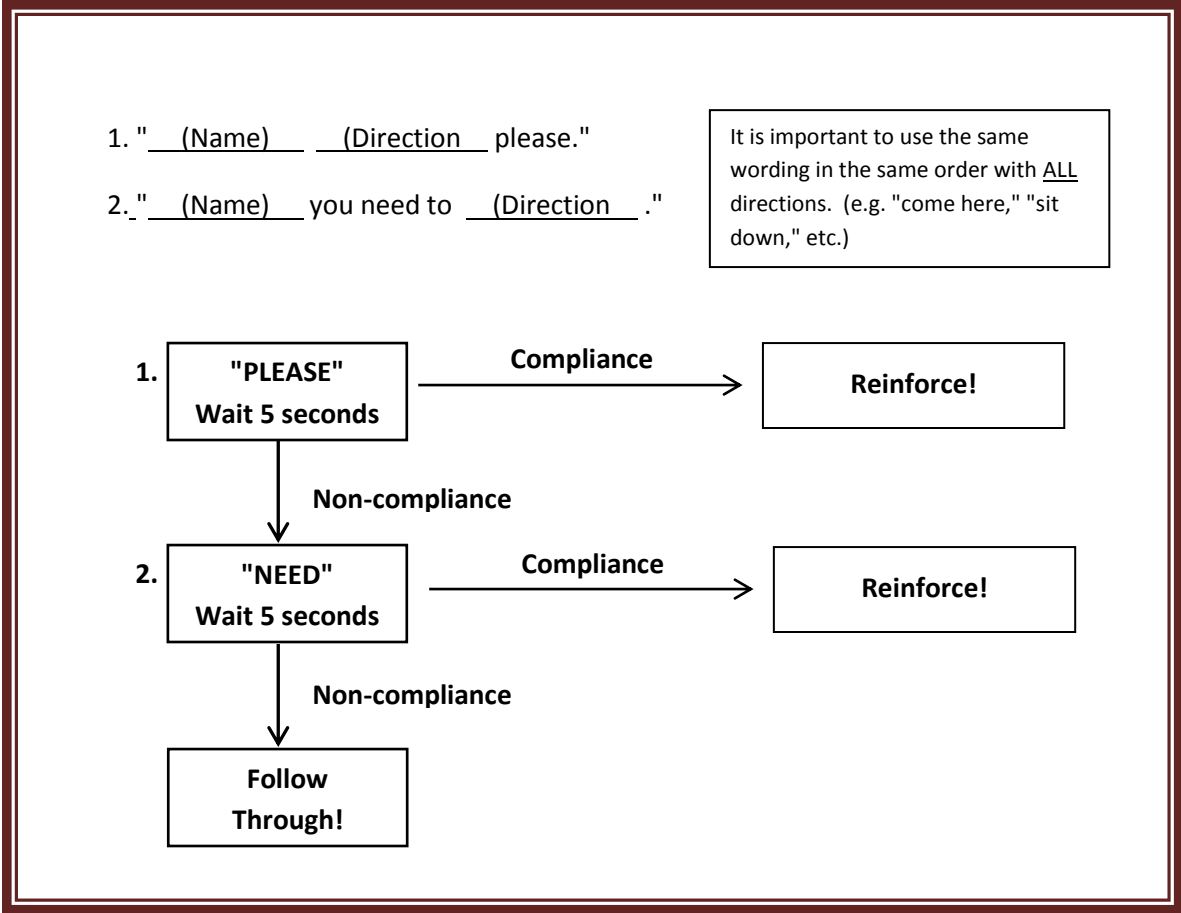 1. " (Name) (Direction please."
2. " (Name) you need to (Direction ."
It is important to use the same
wording in the same order with ALL
directions. (e.g. "come here," "sit
down," etc.)
1.
"PLEASE"
Wait 5 seconds
Compliance
Reinforce!
Non-compliance
2.
"NEED"
Wait 5 seconds
Compliance
Reinforce!
Non-compliance
Follow
Through!